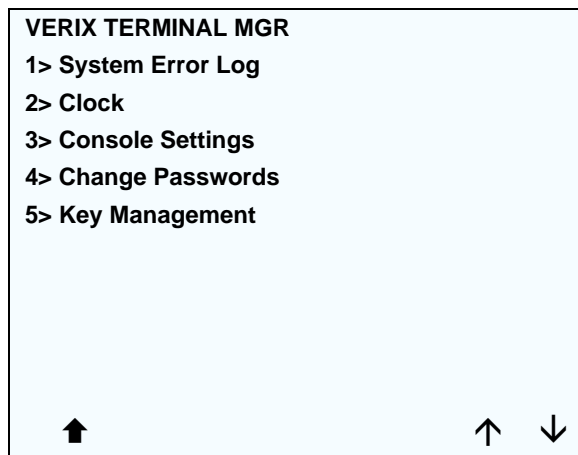 VERIX TERMINAL MGR
1> System Error Log
2> Clock
3> Console Settings
4> Change Passwords
5> Key Management